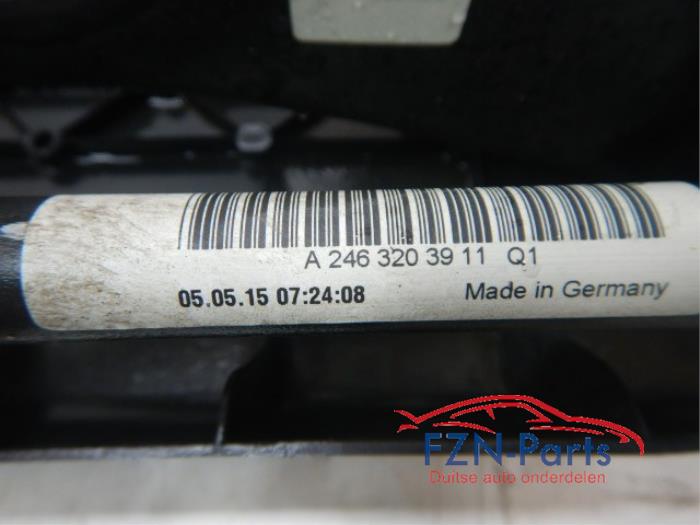 A 246 320 39 11 Q1
05.05.15 07:24:08 Made in Germany
FZN-Parts
Duitse auto onderdelen